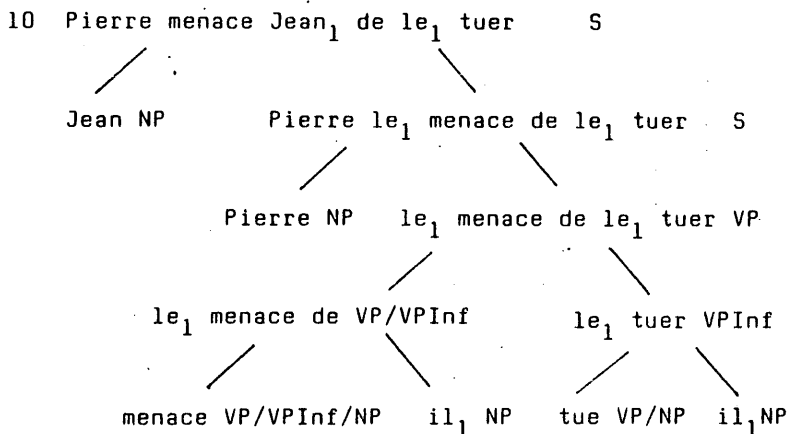 10 Pierre menace Jean₁ de le₁ tuer S
Jean NP Pierre le₁ menace de le₁ tuer S
Pierre NP le₁ menace de le₁ tuer VP
le₁ menace de VP/VPInf le₁ tuer VPInf
menace VP/VPInf/NP il₁ NP tue VP/NP il₁NP